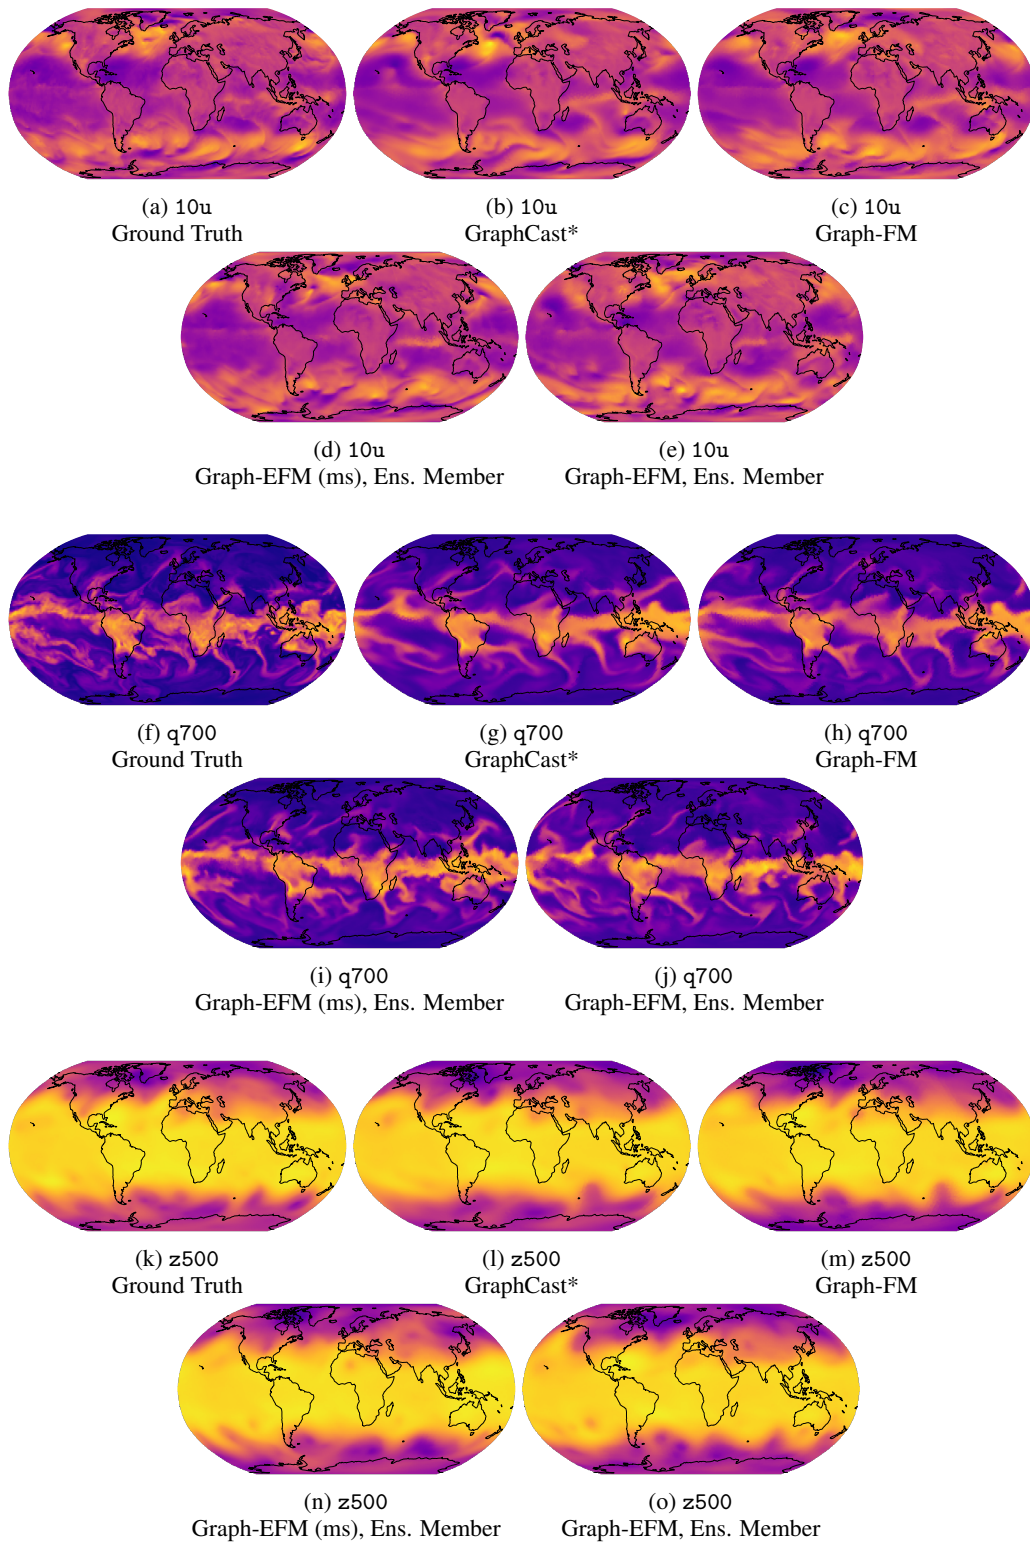 (a) 10u
Ground Truth
(b) 10u
GraphCast*
(c) 10u
Graph-FM
(d) 10u
Graph-EFM (ms), Ens. Member
(e) 10u
Graph-EFM, Ens. Member
(f) q700
Ground Truth
(g) q700
GraphCast*
(h) q700
Graph-FM
(i) q700
Graph-EFM (ms), Ens. Member
(j) q700
Graph-EFM, Ens. Member
(k) z500
Ground Truth
(l) z500
GraphCast*
(m) z500
Graph-FM
(n) z500
Graph-EFM (ms), Ens. Member
(o) z500
Graph-EFM, Ens. Member